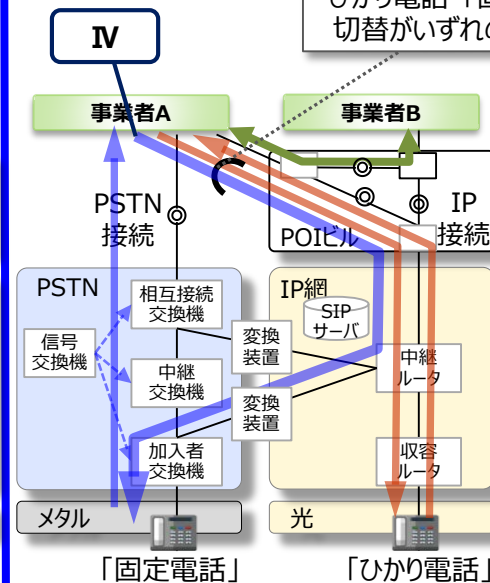 ひかり電話
切替がいずれの
Ⅳ
事業者A
事業者B
PSTN
接続
POIビル
IP
接続
PSTN
相互接続
交換機
信号
交換機
中継
交換機
加入者
交換機
変換
装置
変換
装置
IP網
SIP
サーバ
中継
ルータ
収容
ルータ
メタル
光
「固定電話」
「ひかり電話」